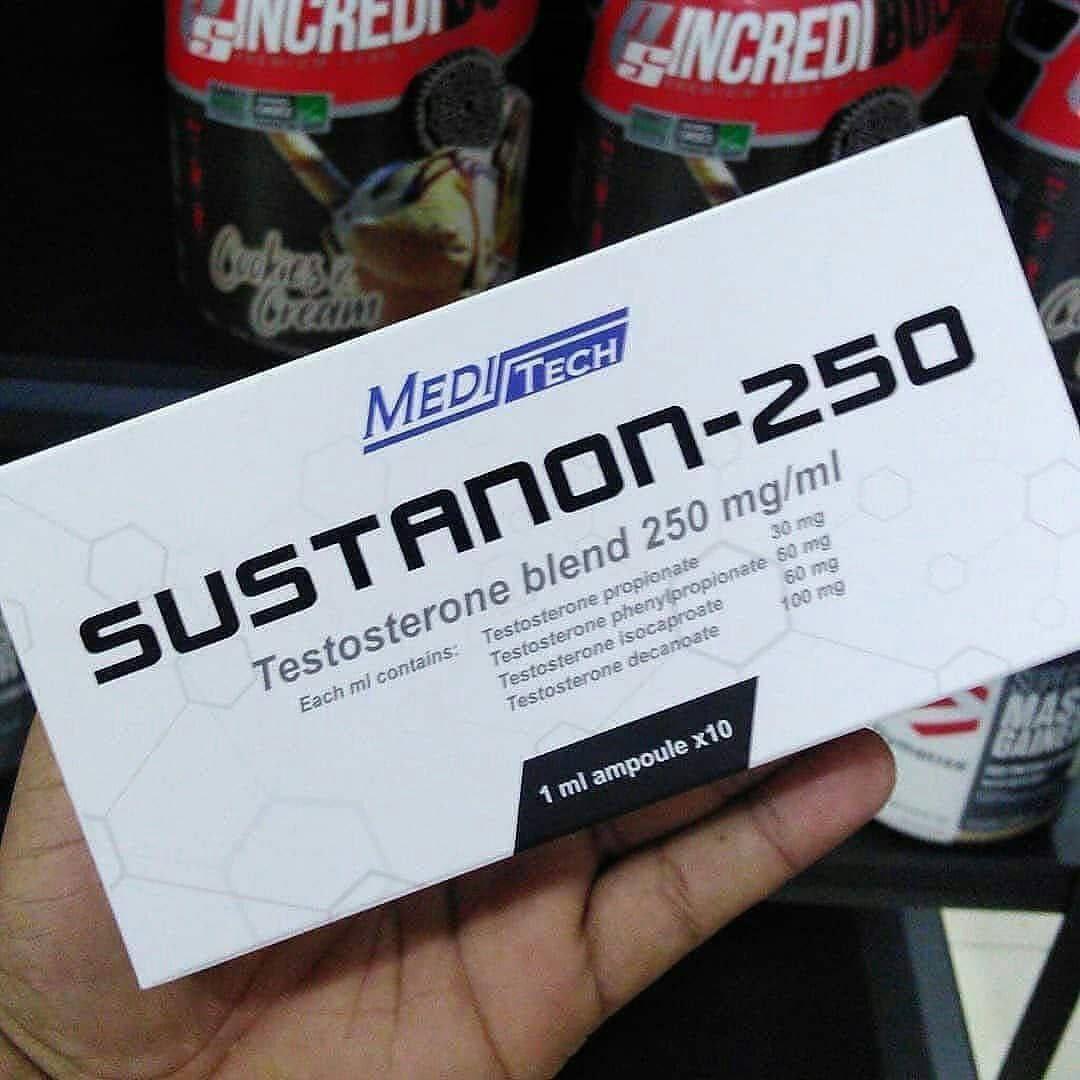 INCREDI
INCREDI
Cookies n
Cream
MEDITECH
SUSTANON-250
Testosterone blend 250 mg/ml
Each ml contains:
Testosterone propionate 30 mg
Testosterone phenylpropionate 60 mg
Testosterone isocaproate 60 mg
Testosterone decanoate 100 mg
1 ml ampoule x10
MASS
GAINER